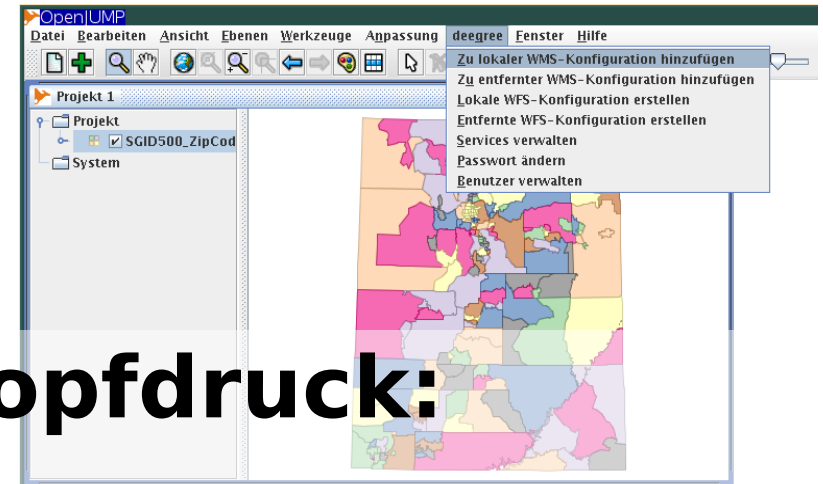 OpenJUMP
Datei Bearbeiten Ansicht Ebenen Werkzeuge Anpassung deegree Fenster Hilfe
Zu lokaler WMS-Konfiguration hinzufügen
Zu entfernter WMS-Konfiguration hinzufügen
Lokale WFS-Konfiguration erstellen
Entfernte WFS-Konfiguration erstellen
Services verwalten
Passwort ändern
Benutzer verwalten
Projekt 1
Projekt
SGID500_ZipCod
System
opfdruck: